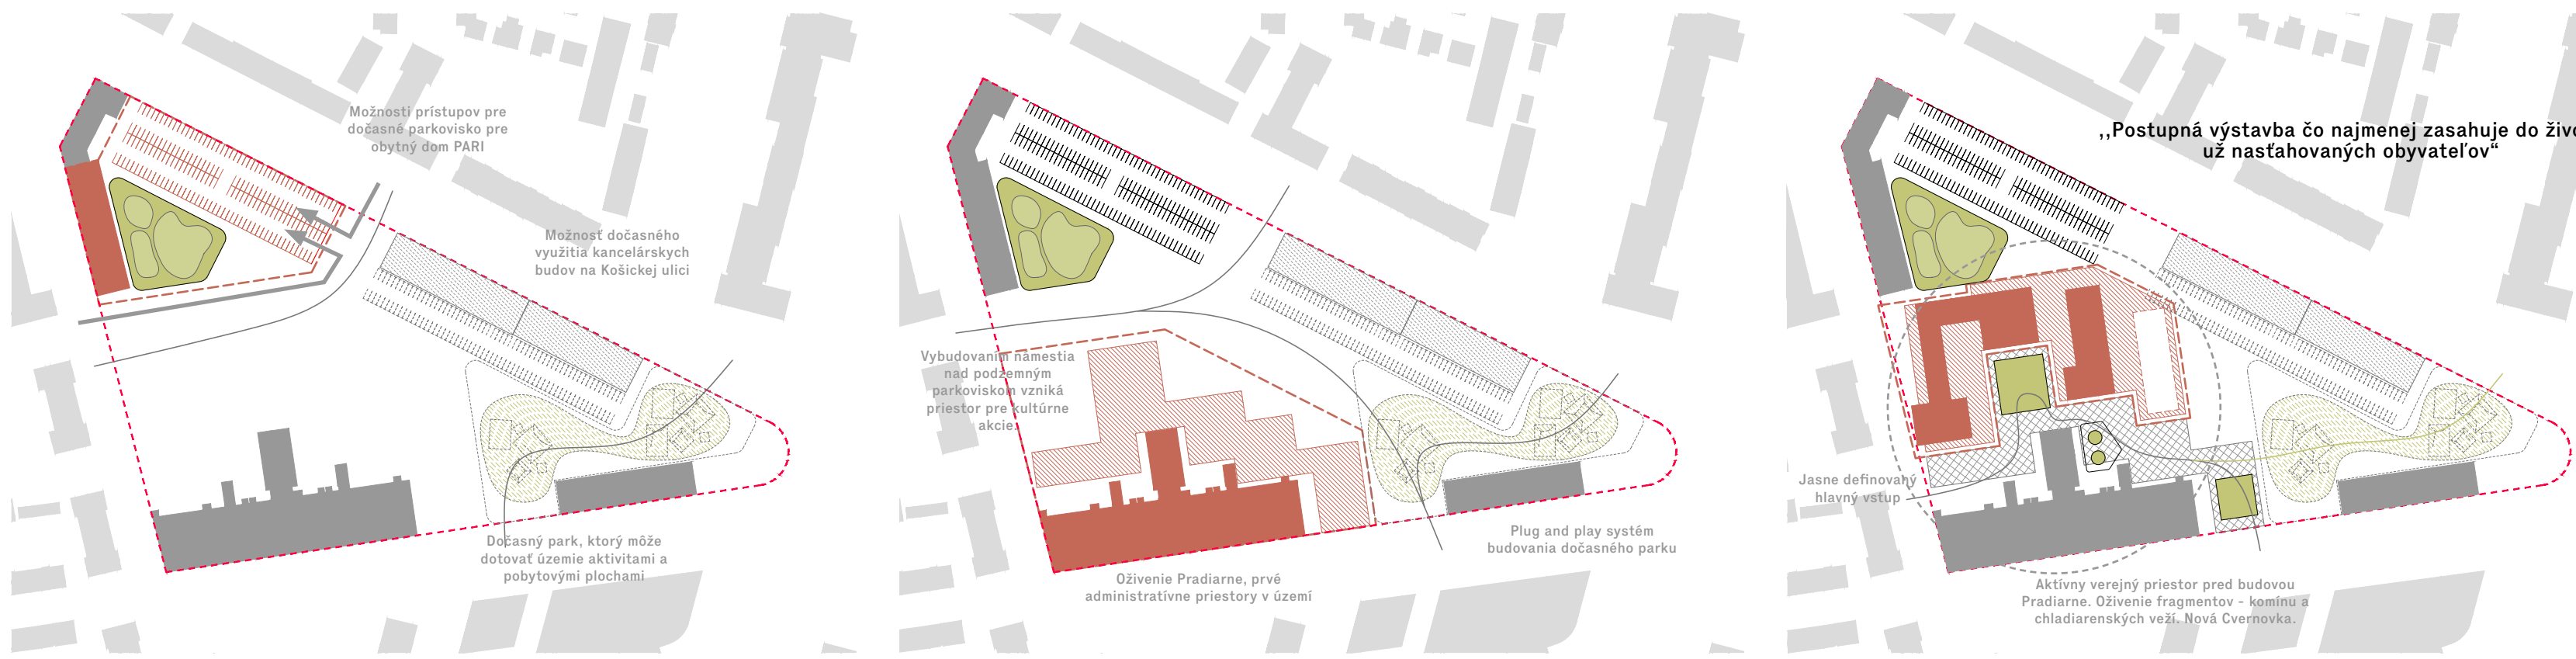 Možnosti prístupov pre
dočasné parkovisko pre
obytný dom PARI
Možnosť dočasného
využitia kancelárskych
budov na Košickej ulici
Dočasný park, ktorý môže
dotovať územie aktivitami a
pobytovými plochami
Vybudovaním námestia
nad podzemným
parkoviskom vzniká
priestor pre kultúrne
akcie.
Plug and play systém
budovania dočasného parku
Oživenie Pradiarne, prvé
administratívne priestory v území
,,Postupná výstavba čo najmenej zasahuje do
už nasťahovaných obyvateľov“
Jasne definovaný
hlavný vstup
Aktívny verejný priestor pred budovou
Pradiarne. Oživenie fragmentov - komínu a
chladiarenských veží. Nová Cvernovka.